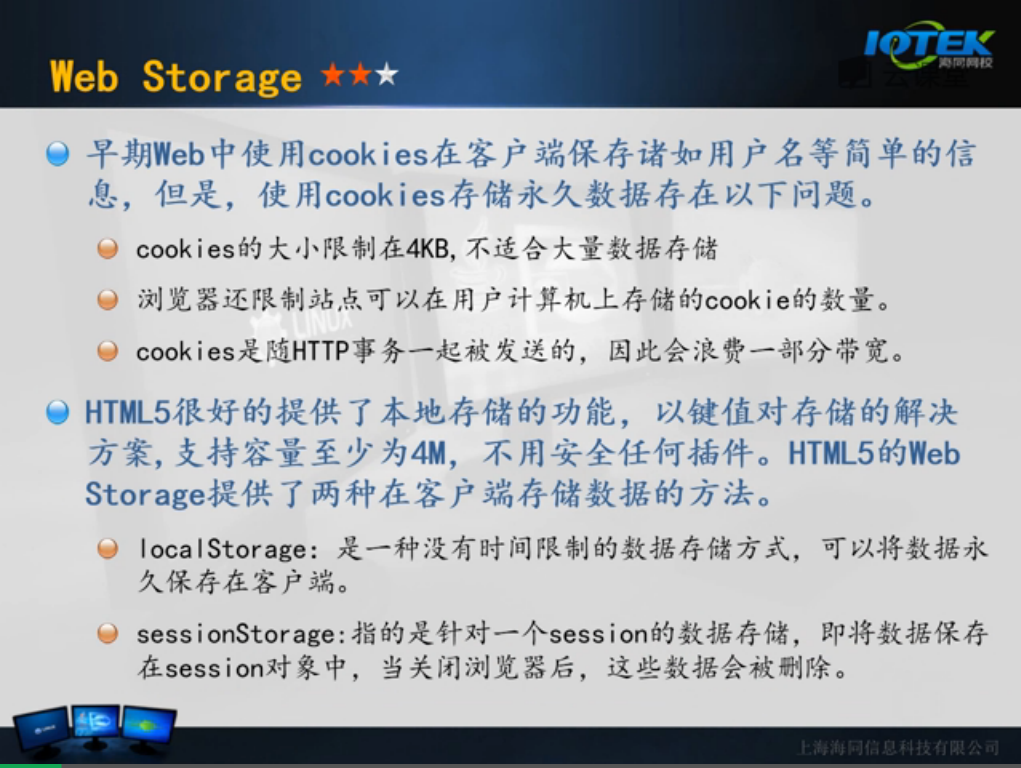 IOTEK
海同网校
云课堂
Web Storage
早期Web中使用cookies在客户端保存诸如用户名等简单的信
息，但是，使用cookies存储永久数据存在以下问题。
cookies的大小限制在4KB,不适合大量数据存储
浏览器还限制站点可以在用户计算机上存储的cookie的数量。
LINUX
cookies是随HTTP事务一起被发送的，因此会浪费一部分带宽。
HTML5很好的提供了本地存储的功能，以键值对存储的解决
方案,支持容量至少为4M，不用安全任何插件。HTML5的Web
Storage提供了两种在客户端存储数据的方法。
localStorage：是一种没有时间限制的数据存储方式，可以将数据永
久保存在客户端。
sessionStorage:指的是针对一个session的数据存储，即将数据保存
在session对象中，当关闭浏览器后，这些数据会被删除。
上海海同信息科技有限公司